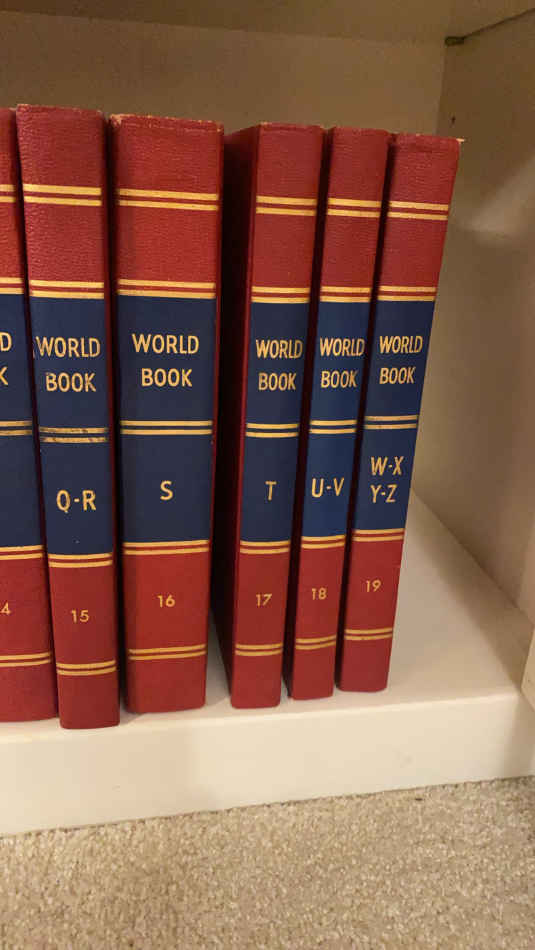 D
K
4
WORLD
BOOK
Q-R
15
WORLD
BOOK
S
16
WORLD
BOOK
T
17
WORLD
BOOK
U-V
18
WORLD
BOOK
W-X
Y-Z
19